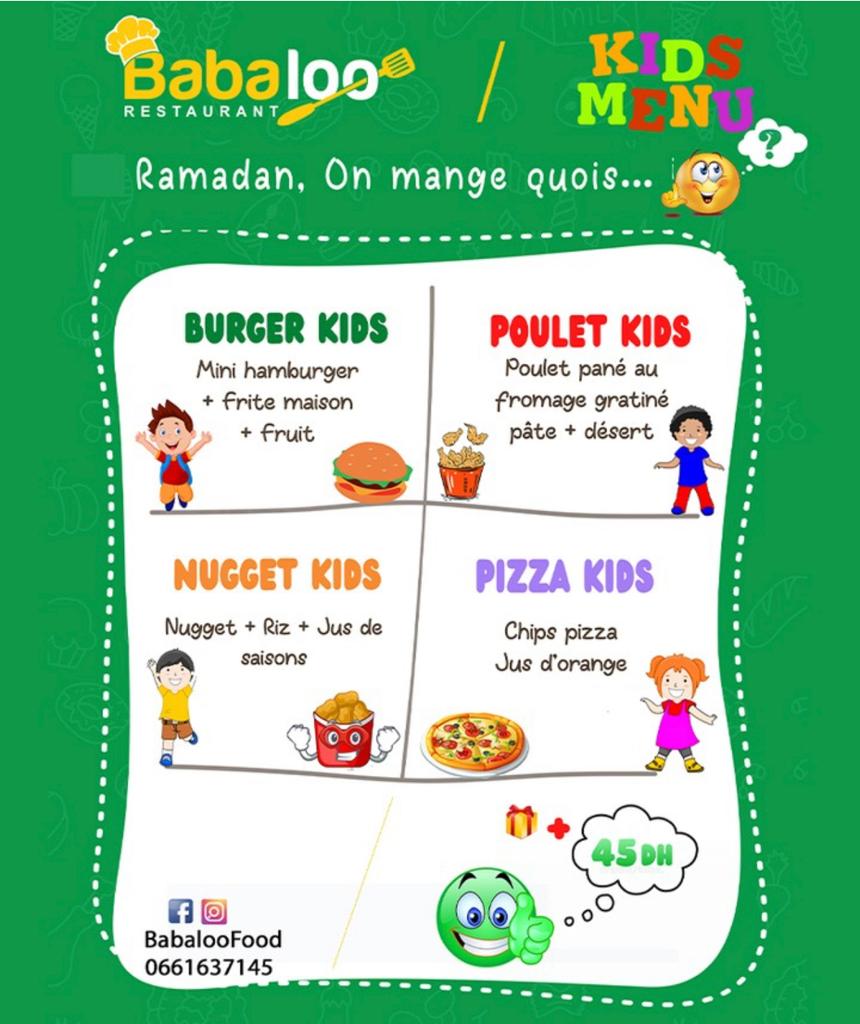 Babaloo
RESTAURANT
KIDS
MENU
?
Ramadan, On mange quois...
BURGER KIDS
Mini hamburger
+ frite maison
+ fruit
POULET KIDS
Poulet pané au
fromage gratiné
pâte + désert
NUGGET KIDS
Nugget + Riz + Jus de
saisons
PIZZA KIDS
Chips pizza
Jus d'orange
+
45 DH
BabalooFood
0661637145